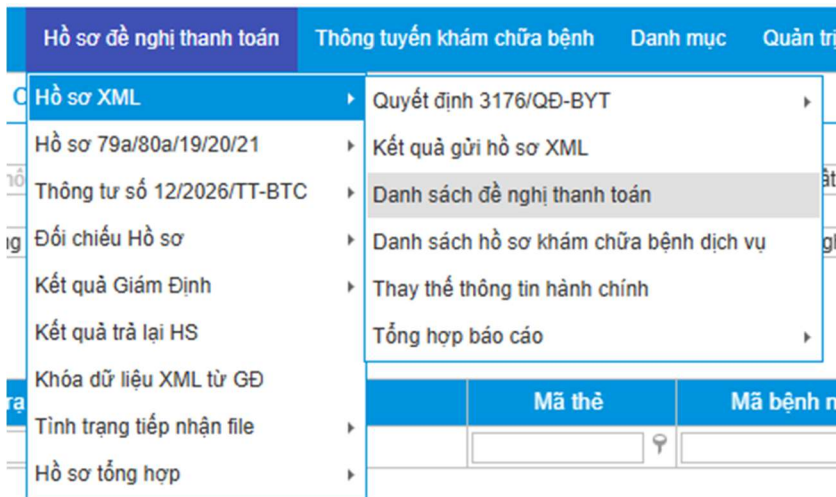 Hồ sơ đề nghị thanh toán Thông tuyến khám chữa bệnh Danh mục Quản trị
Hồ sơ XML
Hồ sơ 79a/80a/19/20/21
Thông tư số 12/2026/TT-BTC
Đối chiếu Hồ sơ
Kết quả Giám Định
Kết quả trả lại HS
Khóa dữ liệu XML từ GĐ
Tình trạng tiếp nhận file
Hồ sơ tổng hợp
Quyết định 3176/QĐ-BYT
Kết quả gửi hồ sơ XML
Danh sách đề nghị thanh toán
Danh sách hồ sơ khám chữa bệnh dịch vụ
Thay thế thông tin hành chính
Tổng hợp báo cáo
Mã thẻ Mã bệnh